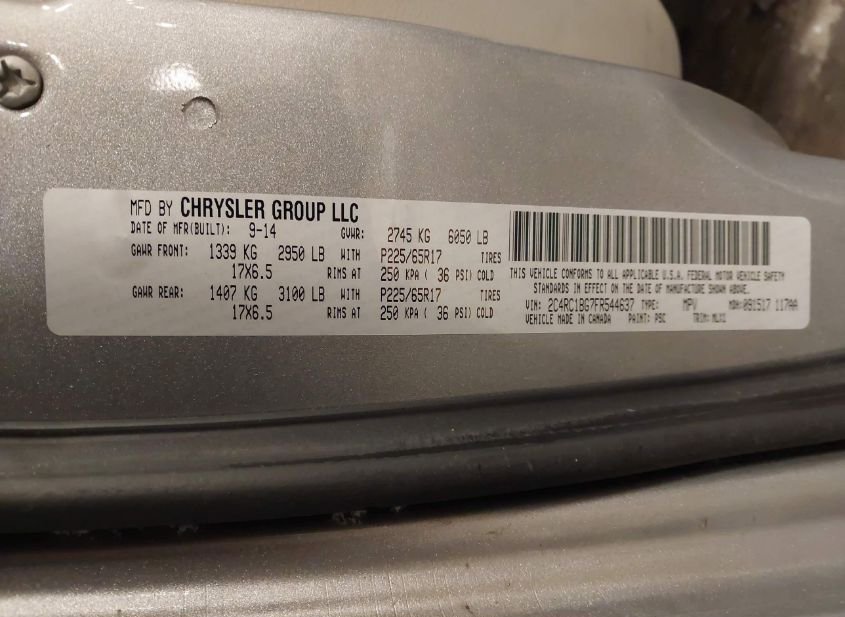 MFD BY CHRYSLER GROUP LLC
DATE OF MFR(BUILT): 9-14 GVWR: 2745 KG 6050 LB
GAWR FRONT: 1339 KG 2950 LB WITH P225/65R17 TIRES
17X6.5 RIMS AT 250 KPA ( 36 PSI) COLD
GAWR REAR: 1407 KG 3100 LB WITH P225/65R17 TIRES
17X6.5 RIMS AT 250 KPA ( 36 PSI) COLD
THIS VEHICLE CONFORMS TO ALL APPLICABLE U.S.A. FEDERAL MOTOR VEHICLE SAFETY
STANDARDS IN EFFECT ON THE DATE OF MANUFACTURE SHOWN ABOVE.
VIN: 2C4RC1BG7FR544637 TYPE: MPV MDH: 091517 117AA
VEHICLE MADE IN CANADA PAINT: PSC TRIM: